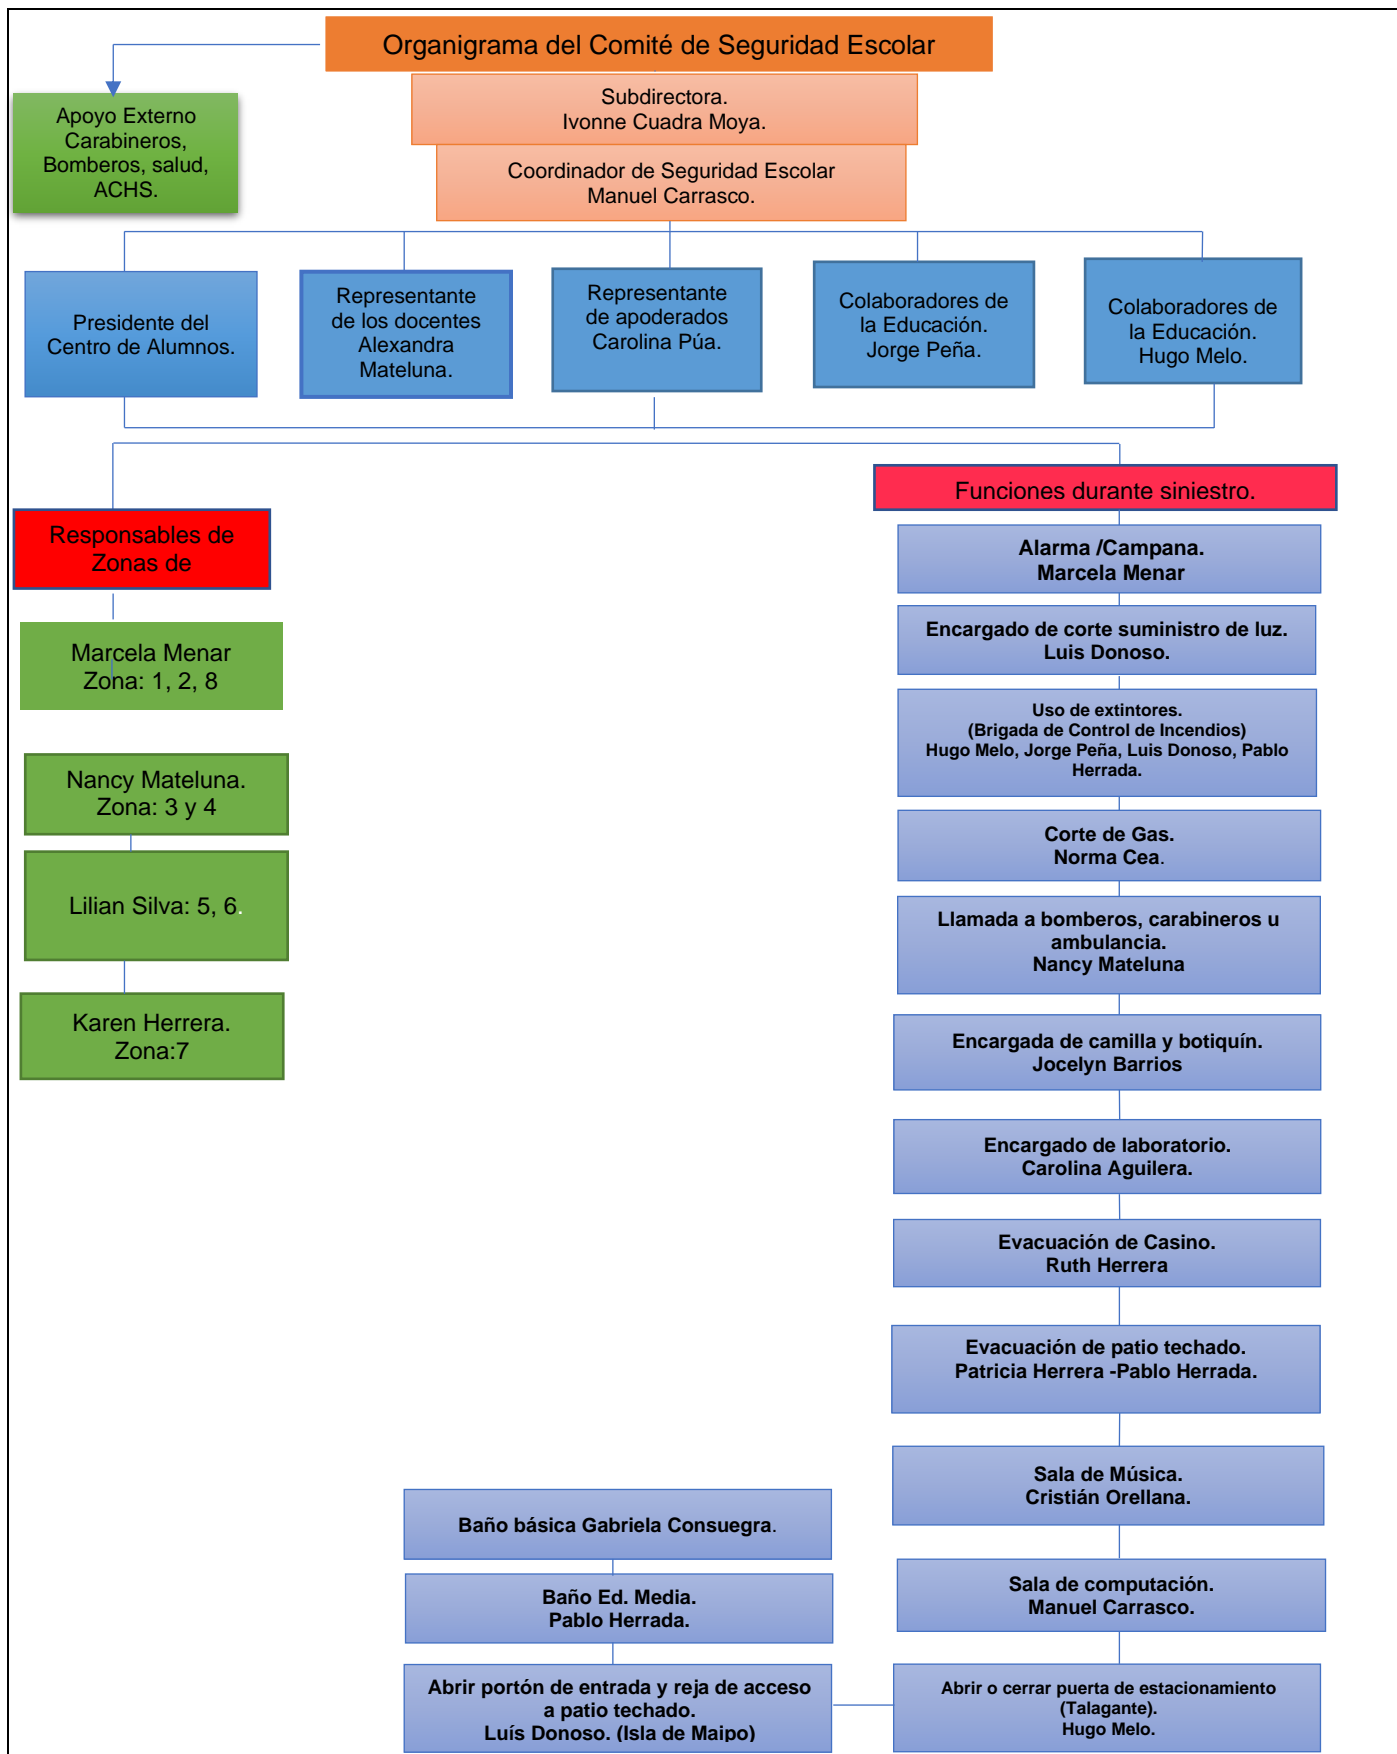 Organigrama del Comité de Seguridad Escolar
Apoyo Externo
Carabineros,
Bomberos, salud,
ACHS.
Subdirectora.
Ivonne Cuadra Moya.
Coordinador de Seguridad Escolar
Manuel Carrasco.
Presidente del
Centro de Alumnos.
Representante
de los docentes
Alexandra
Mateluna.
Representante
de apoderados
Carolina Púa.
Colaboradores de
la Educación.
Jorge Peña.
Colaboradores de
la Educación.
Hugo Melo.
Responsables de
Zonas de
Marcela Menar
Zona: 1, 2, 8
Nancy Mateluna.
Zona: 3 y 4
Lilian Silva: 5, 6.
Karen Herrera.
Zona:7
Funciones durante siniestro.
Alarma /Campana.
Marcela Menar
Encargado de corte suministro de luz.
Luis Donoso.
Uso de extintores.
(Brigada de Control de Incendios)
Hugo Melo, Jorge Peña, Luis Donoso, Pablo
Herrada.
Corte de Gas.
Norma Cea.
Llamada a bomberos, carabineros u
ambulancia.
Nancy Mateluna
Encargada de camilla y botiquín.
Jocelyn Barrios
Encargado de laboratorio.
Carolina Aguilera.
Evacuación de Casino.
Ruth Herrera
Evacuación de patio techado.
Patricia Herrera -Pablo Herrada.
Sala de Música.
Cristián Orellana.
Sala de computación.
Manuel Carrasco.
Abrir o cerrar puerta de estacionamiento
(Talagante).
Hugo Melo.
Baño básica Gabriela Consuegra.
Baño Ed. Media.
Pablo Herrada.
Abrir portón de entrada y reja de acceso
a patio techado.
Luís Donoso. (Isla de Maipo)